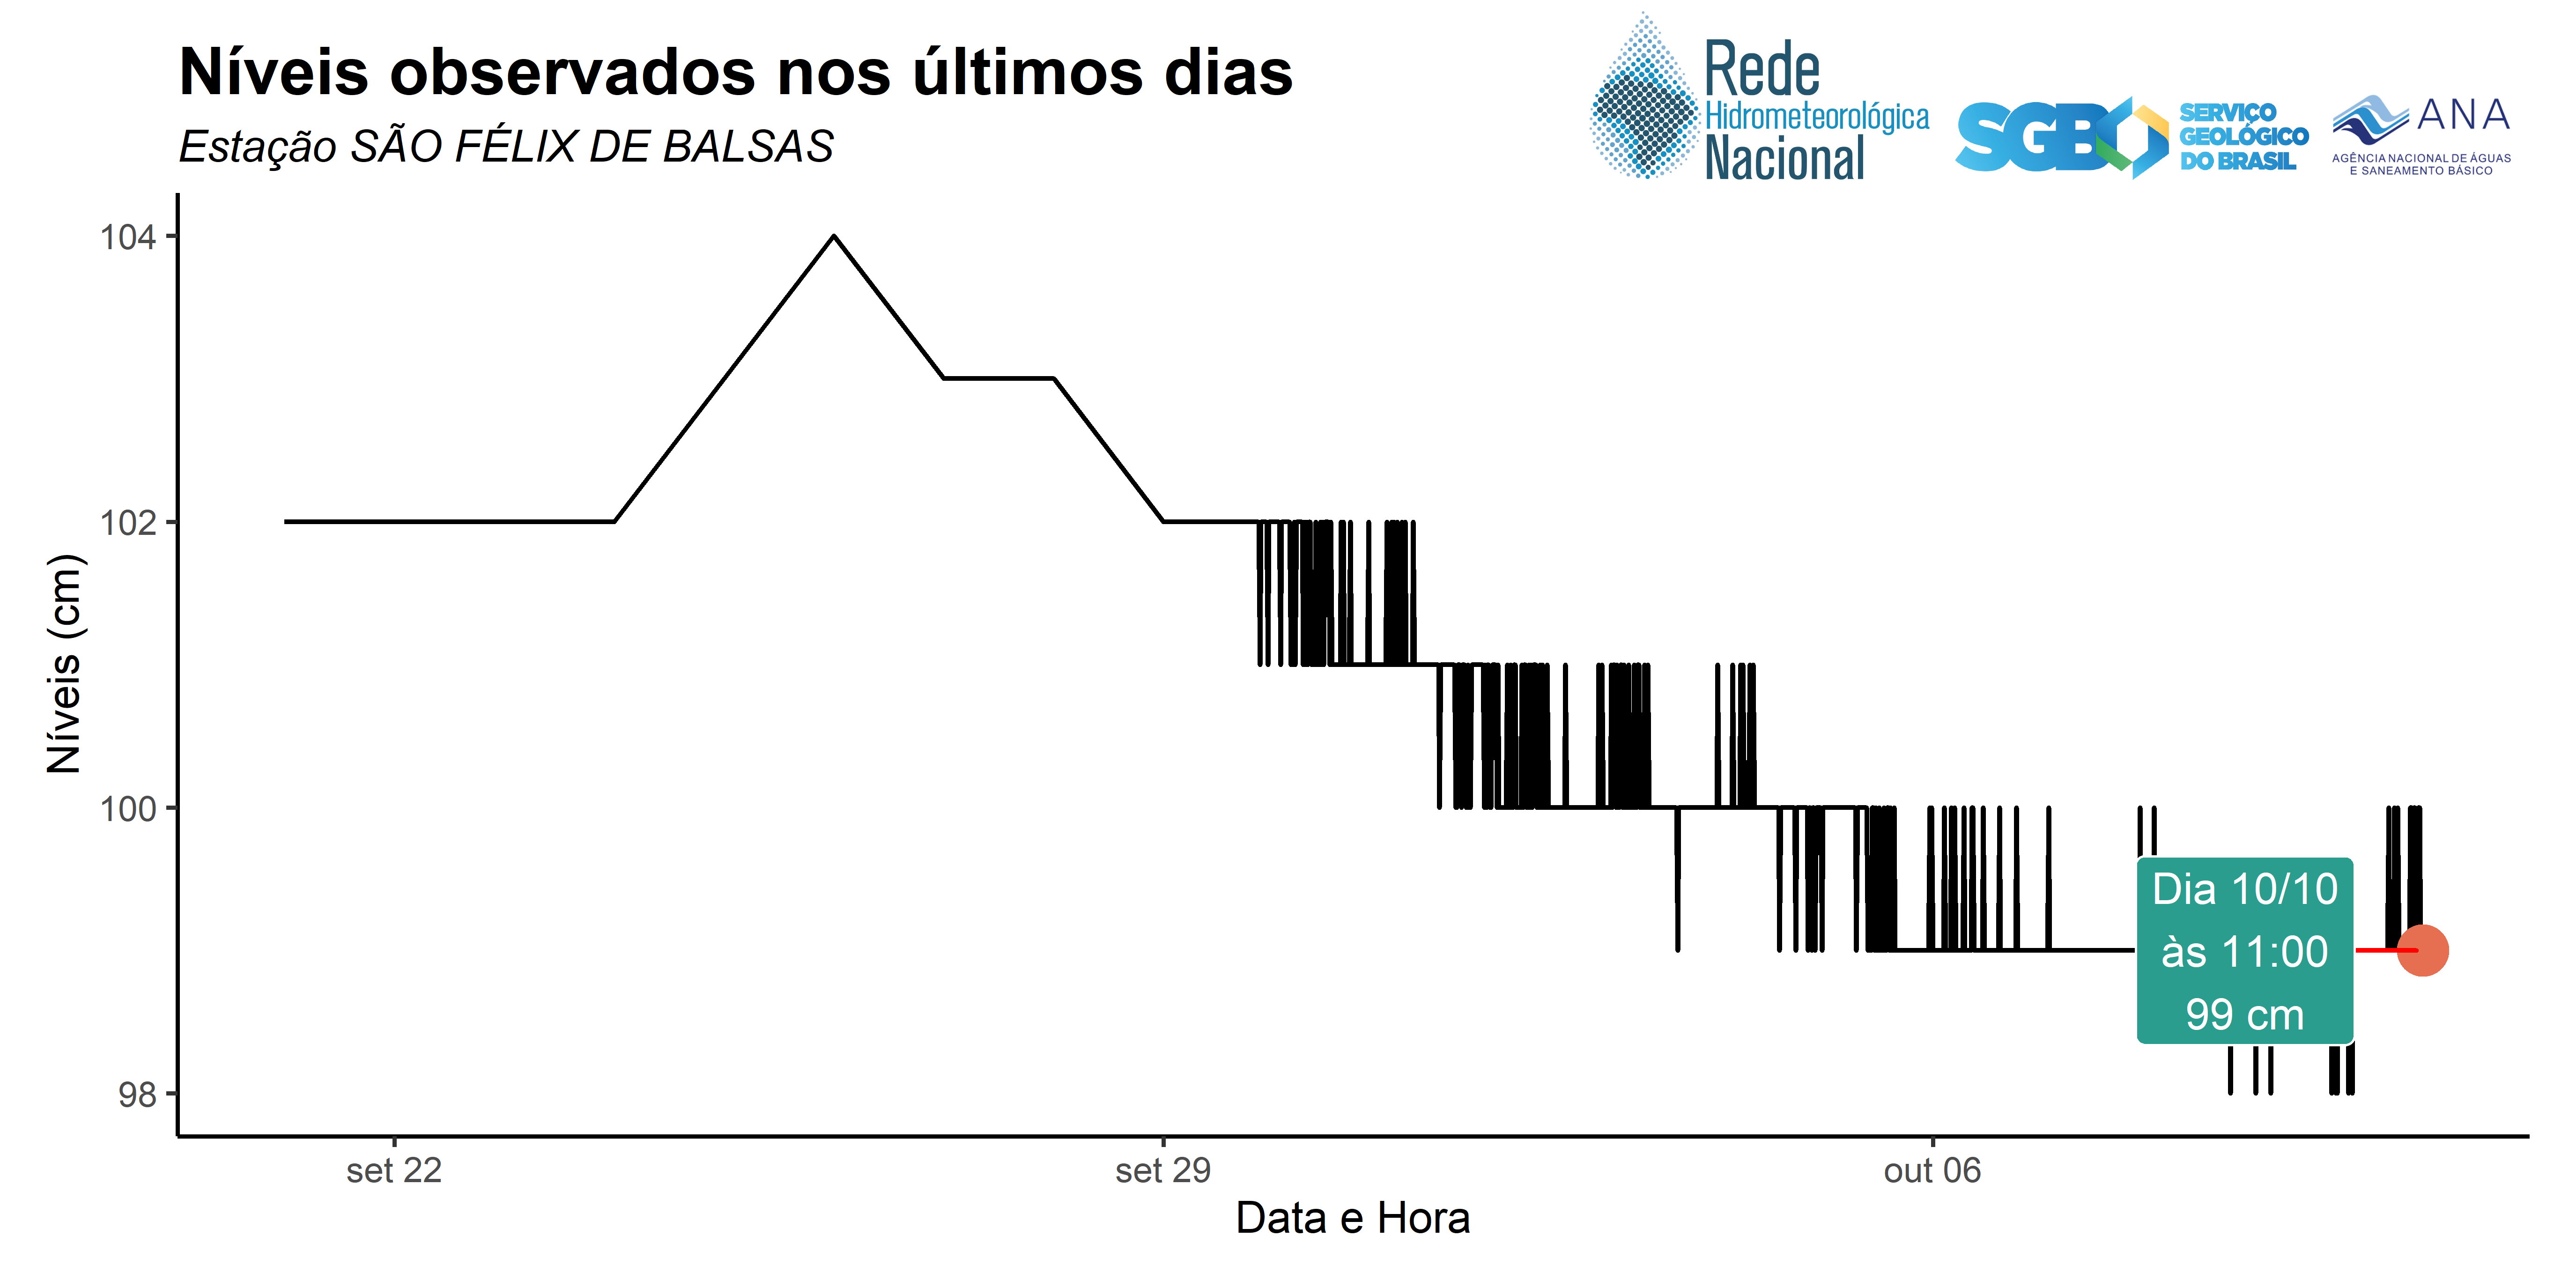 Níveis observados nos últimos dias
Estação SÃO FÉLIX DE BALSAS
Rede
Hidrometeorológica
Nacional
SGB
SERVIÇO
GEOLÓGICO
DO BRASIL
ANA
AGÊNCIA NACIONAL DE ÁGUAS
E SANEAMENTO BÁSICO
Níveis (cm)
104
102
100
98
Dia 10/10
às 11:00
99 cm
set 22
set 29
out 06
Data e Hora